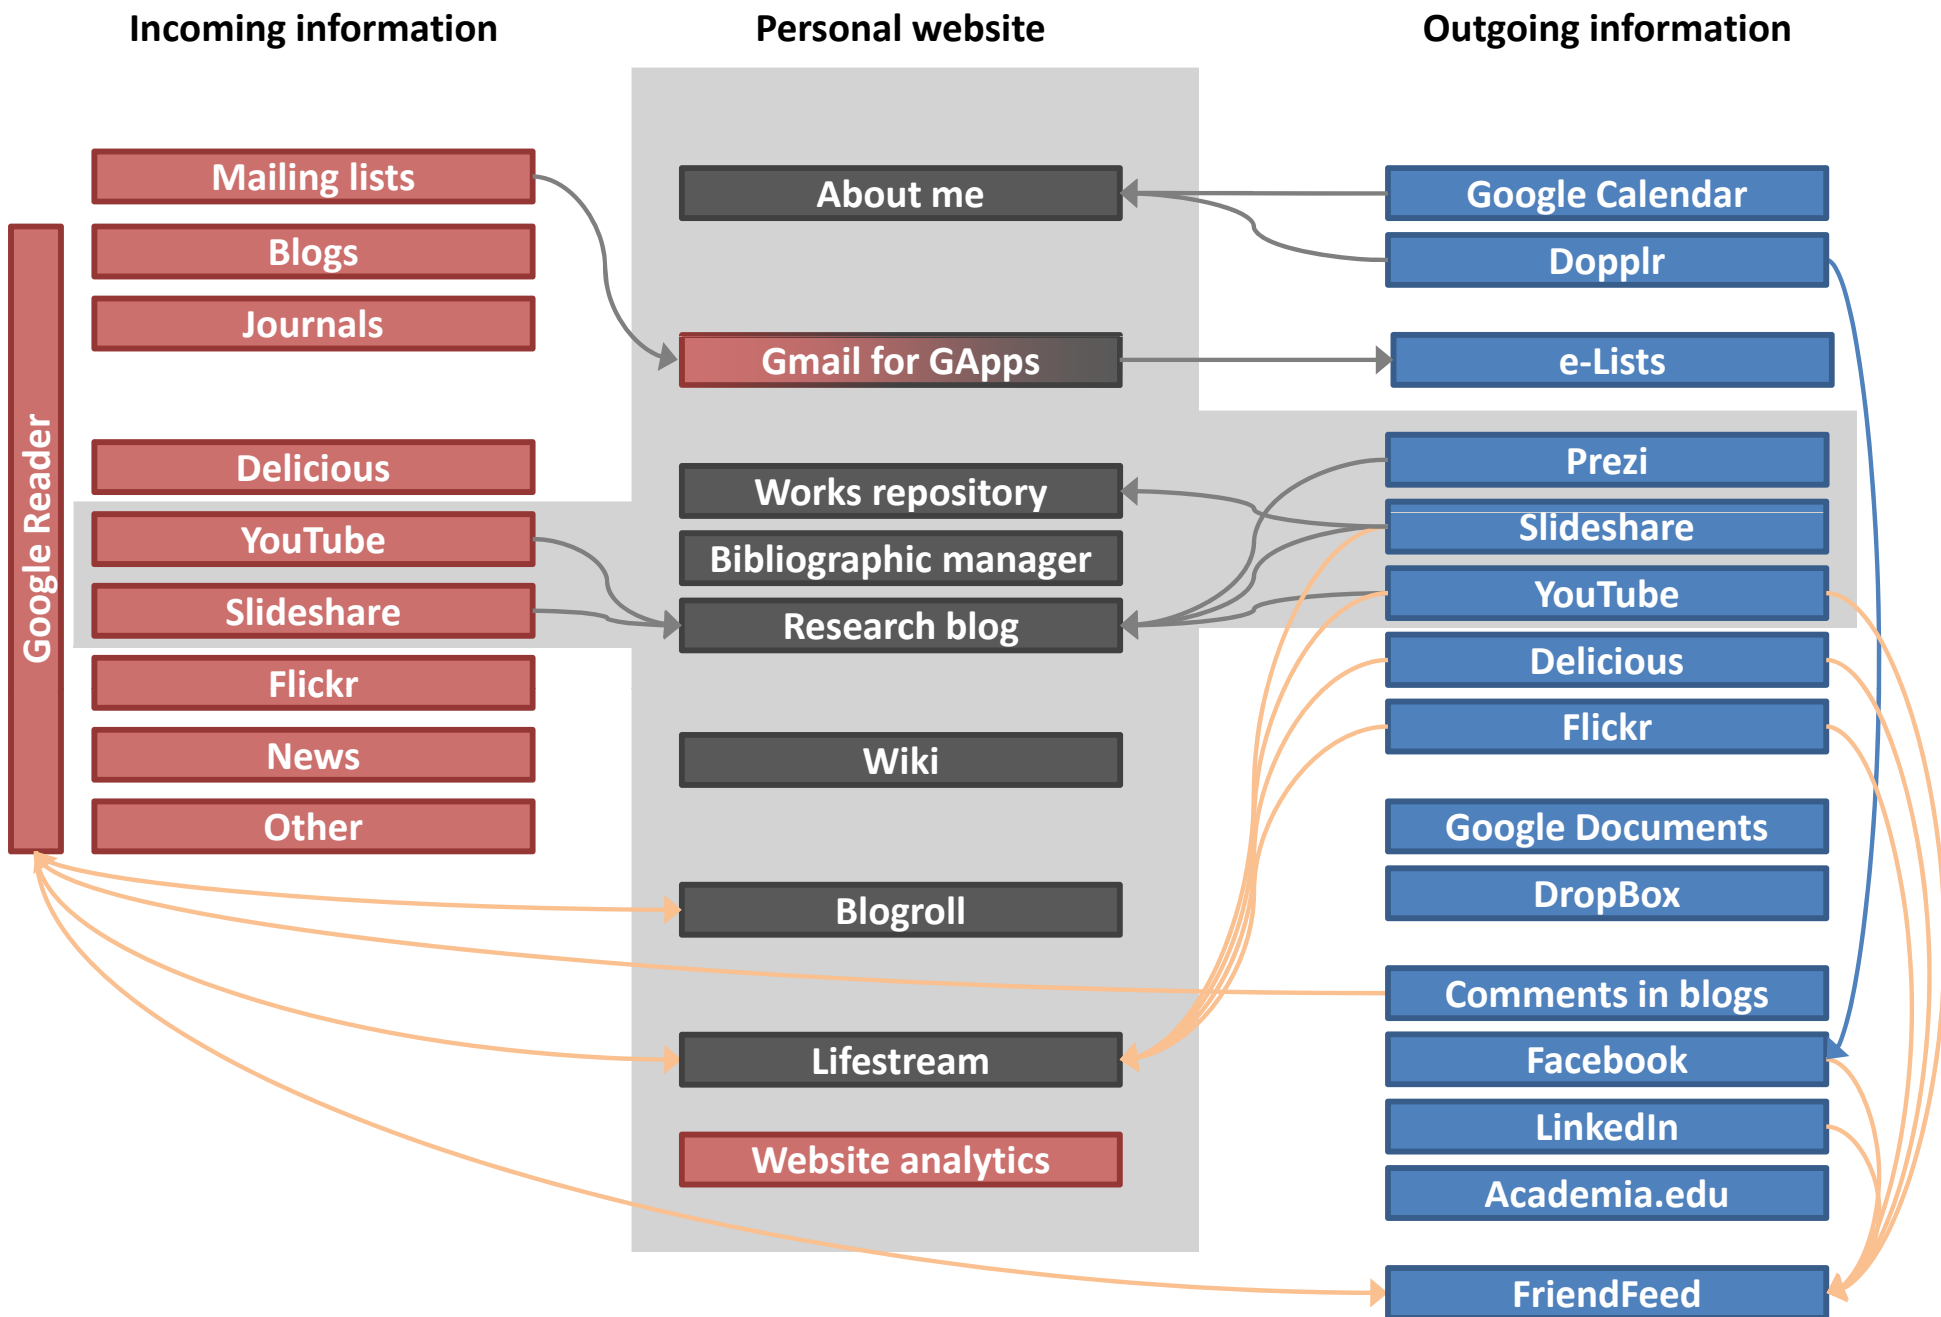 Incoming information
Personal website
Outgoing information
Google Reader
Mailing lists
Blogs
Journals
Delicious
YouTube
Slideshare
Flickr
News
Other
About me
Gmail for GApps
Works repository
Bibliographic manager
Research blog
Wiki
Blogroll
Lifestream
Website analytics
Google Calendar
Dopplr
e-Lists
Prezi
Slideshare
YouTube
Delicious
Flickr
Google Documents
DropBox
Comments in blogs
Facebook
LinkedIn
Academia.edu
FriendFeed